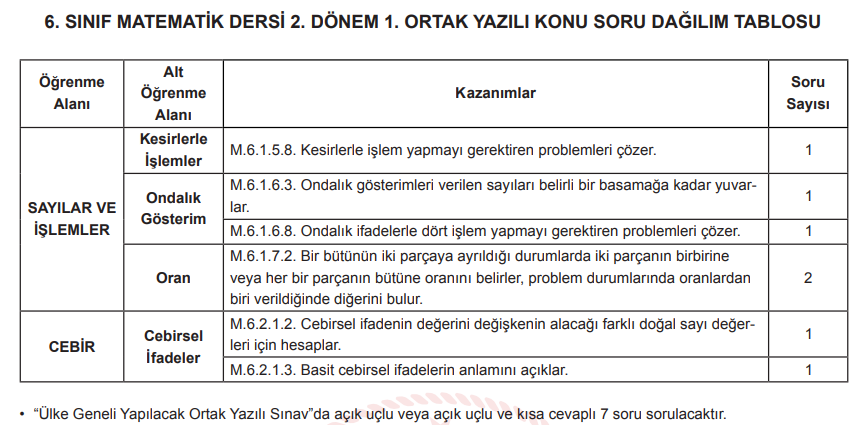 6. SINIF MATEMATİK DERSİ 2. DÖNEM 1. ORTAK YAZILI KONU SORU DAĞILIM TABLOSU
Öğrenme Alanı
Alt Öğrenme Alanı
Kazanımlar
Soru Sayısı
SAYILAR VE İŞLEMLER
Kesirlerle İşlemler
M.6.1.5.8. Kesirlerle işlem yapmayı gerektiren problemleri çözer.
1
Ondalık Gösterim
M.6.1.6.3. Ondalık gösterimleri verilen sayıları belirli bir basamağa kadar yuvar-
lar.
1
M.6.1.6.8. Ondalık ifadelerle dört işlem yapmayı gerektiren problemleri çözer.
1
Oran
M.6.1.7.2. Bir bütünün iki parçaya ayrıldığı durumlarda iki parçanın birbirine
veya her bir parçanın bütüne oranını belirler, problem durumlarında oranlardan
biri verildiğinde diğerini bulur.
2
CEBİR
Cebirsel İfadeler
M.6.2.1.2. Cebirsel ifadenin değerini değişkenin alacağı farklı doğal sayı değer-
leri için hesaplar.
1
M.6.2.1.3. Basit cebirsel ifadelerin anlamını açıklar.
1
• “Ülke Geneli Yapılacak Ortak Yazılı Sınav”da açık uçlu veya açık uçlu ve kısa cevaplı 7 soru sorulacaktır.